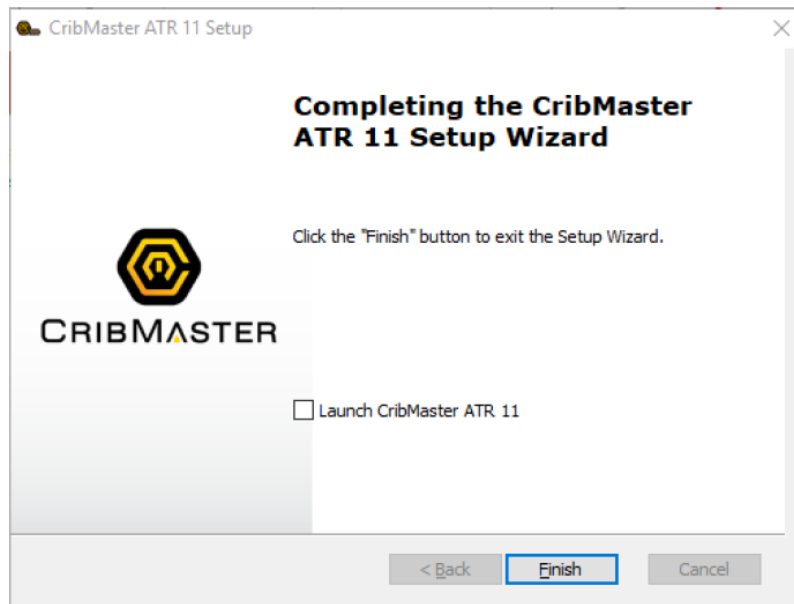 CribMaster ATR 11 Setup
Completing the CribMaster
ATR 11 Setup Wizard
Click the "Finish" button to exit the Setup Wizard.
CRIBMASTER
Launch CribMaster ATR 11
< Back
Finish
Cancel